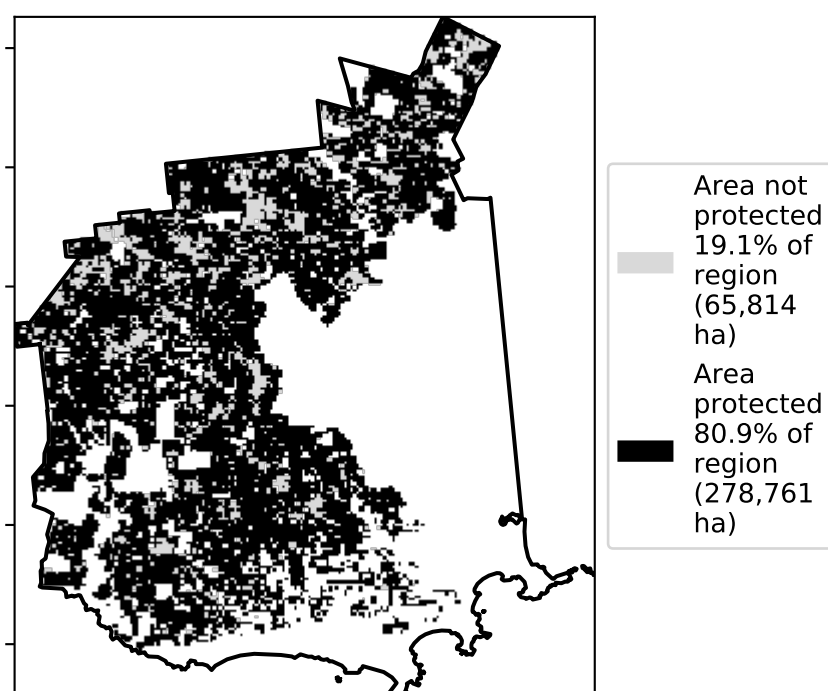 Area not
protected
19.1% of
region
(65,814
ha)
Area
protected
80.9% of
region
(278,761
ha)